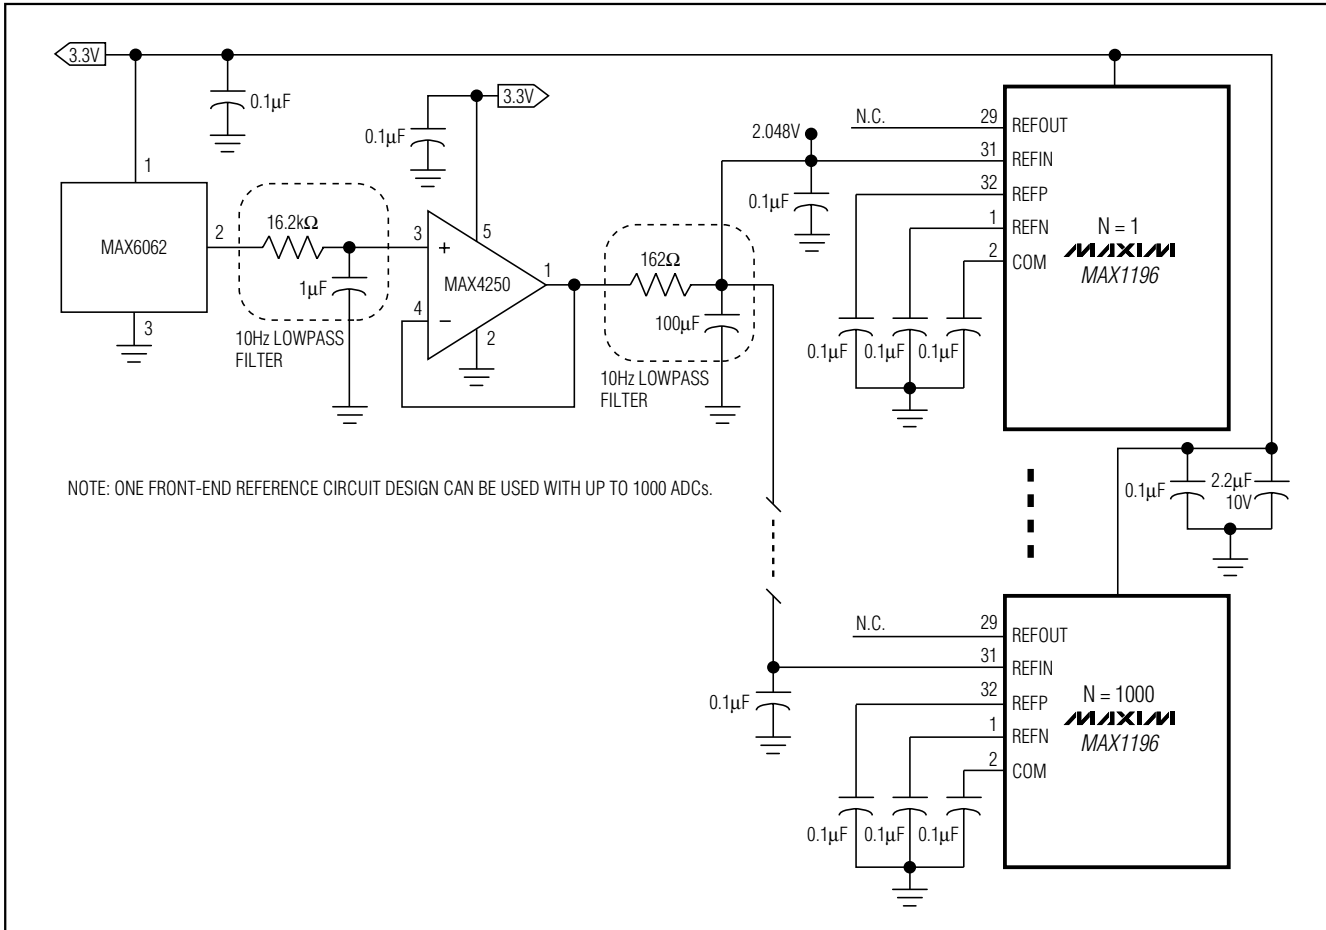 3.3V
0.1µF
3.3V
0.1µF
1
MAX6062
2
3
16.2kΩ
1µF
10Hz LOWPASS
FILTER
3
+
4
−
5
MAX4250
1
2
162Ω
100µF
10Hz LOWPASS
FILTER
2.048V
0.1µF
N.C.
29
REFOUT
31
REFIN
32
REFP
1
REFN
2
COM
N = 1
MAXIM
MAX1196
0.1µF
0.1µF
0.1µF
NOTE: ONE FRONT-END REFERENCE CIRCUIT DESIGN CAN BE USED WITH UP TO 1000 ADCs.
0.1µF
2.2µF
10V
N.C.
29
REFOUT
31
REFIN
32
REFP
1
REFN
2
COM
N = 1000
MAXIM
MAX1196
0.1µF
0.1µF
0.1µF
0.1µF